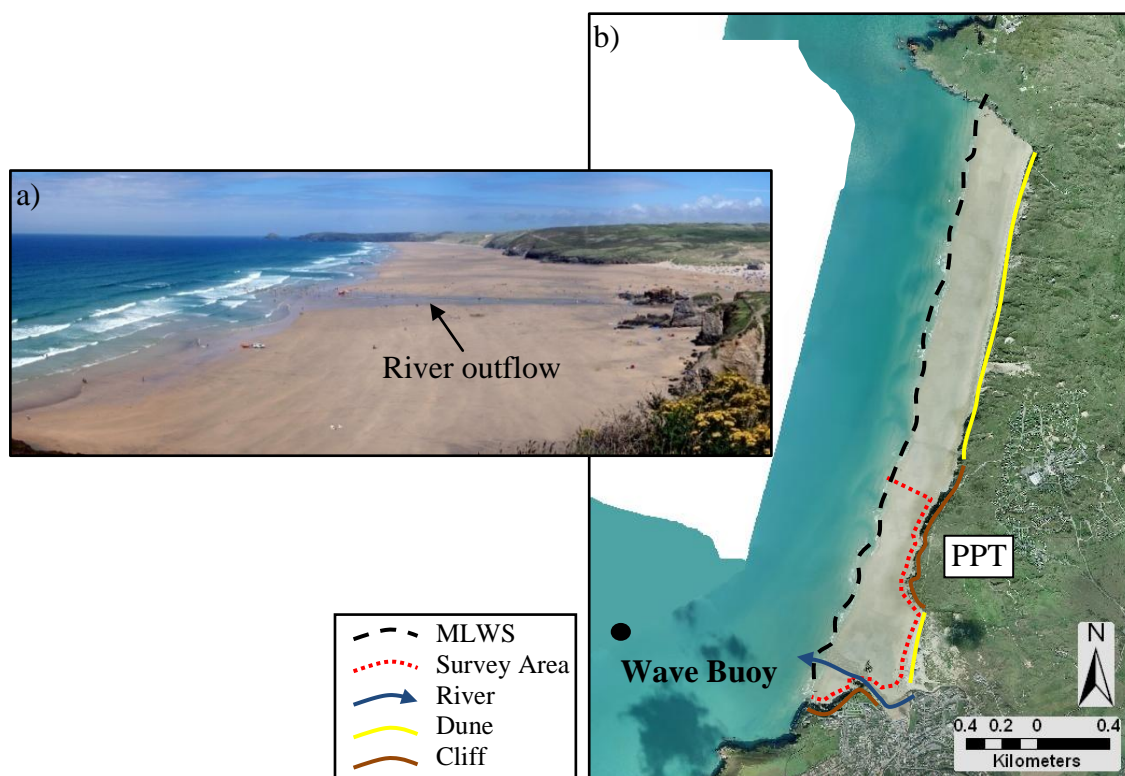 a)
River outflow
b)
PPT
Wave Buoy
N
0.4 0.2 0 0.4
Kilometers
MLWS
Survey Area
River
Dune
Cliff